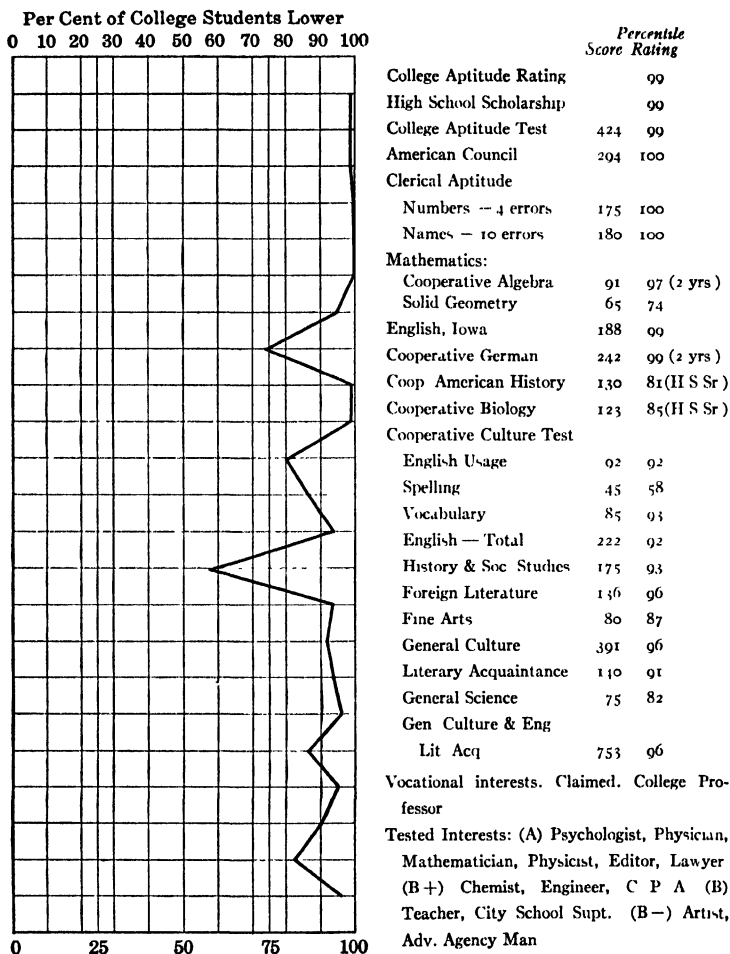 Per Cent of College Students Lower
0 10 20 30 40 50 60 70 80 90 100
Percentile
Score Rating
College Aptitude Rating 99
High School Scholarship 99
College Aptitude Test 424 99
American Council 294 100
Clerical Aptitude
Numbers — 4 errors 175 100
Names — 10 errors 180 100
Mathematics:
Cooperative Algebra 91 97 (2 yrs)
Solid Geometry 65 74
English, Iowa 188 99
Cooperative German 242 99 (2 yrs)
Coop American History 130 81 (H S Sr)
Cooperative Biology 123 85 (H S Sr)
Cooperative Culture Test
English Usage 92 92
Spelling 45 58
Vocabulary 85 93
English — Total 222 92
History & Soc Studies 175 93
Foreign Literature 136 96
Fine Arts 80 87
General Culture 391 96
Literary Acquaintance 140 91
General Science 75 82
Gen Culture & Eng
Lit Acq 753 96
Vocational interests. Claimed. College Pro-
fessor
Tested Interests: (A) Psychologist, Physician,
Mathematician, Physicist, Editor, Lawyer
(B+) Chemist, Engineer, C P A (B)
Teacher, City School Supt. (B—) Artist,
Adv. Agency Man
0 25 50 75 100